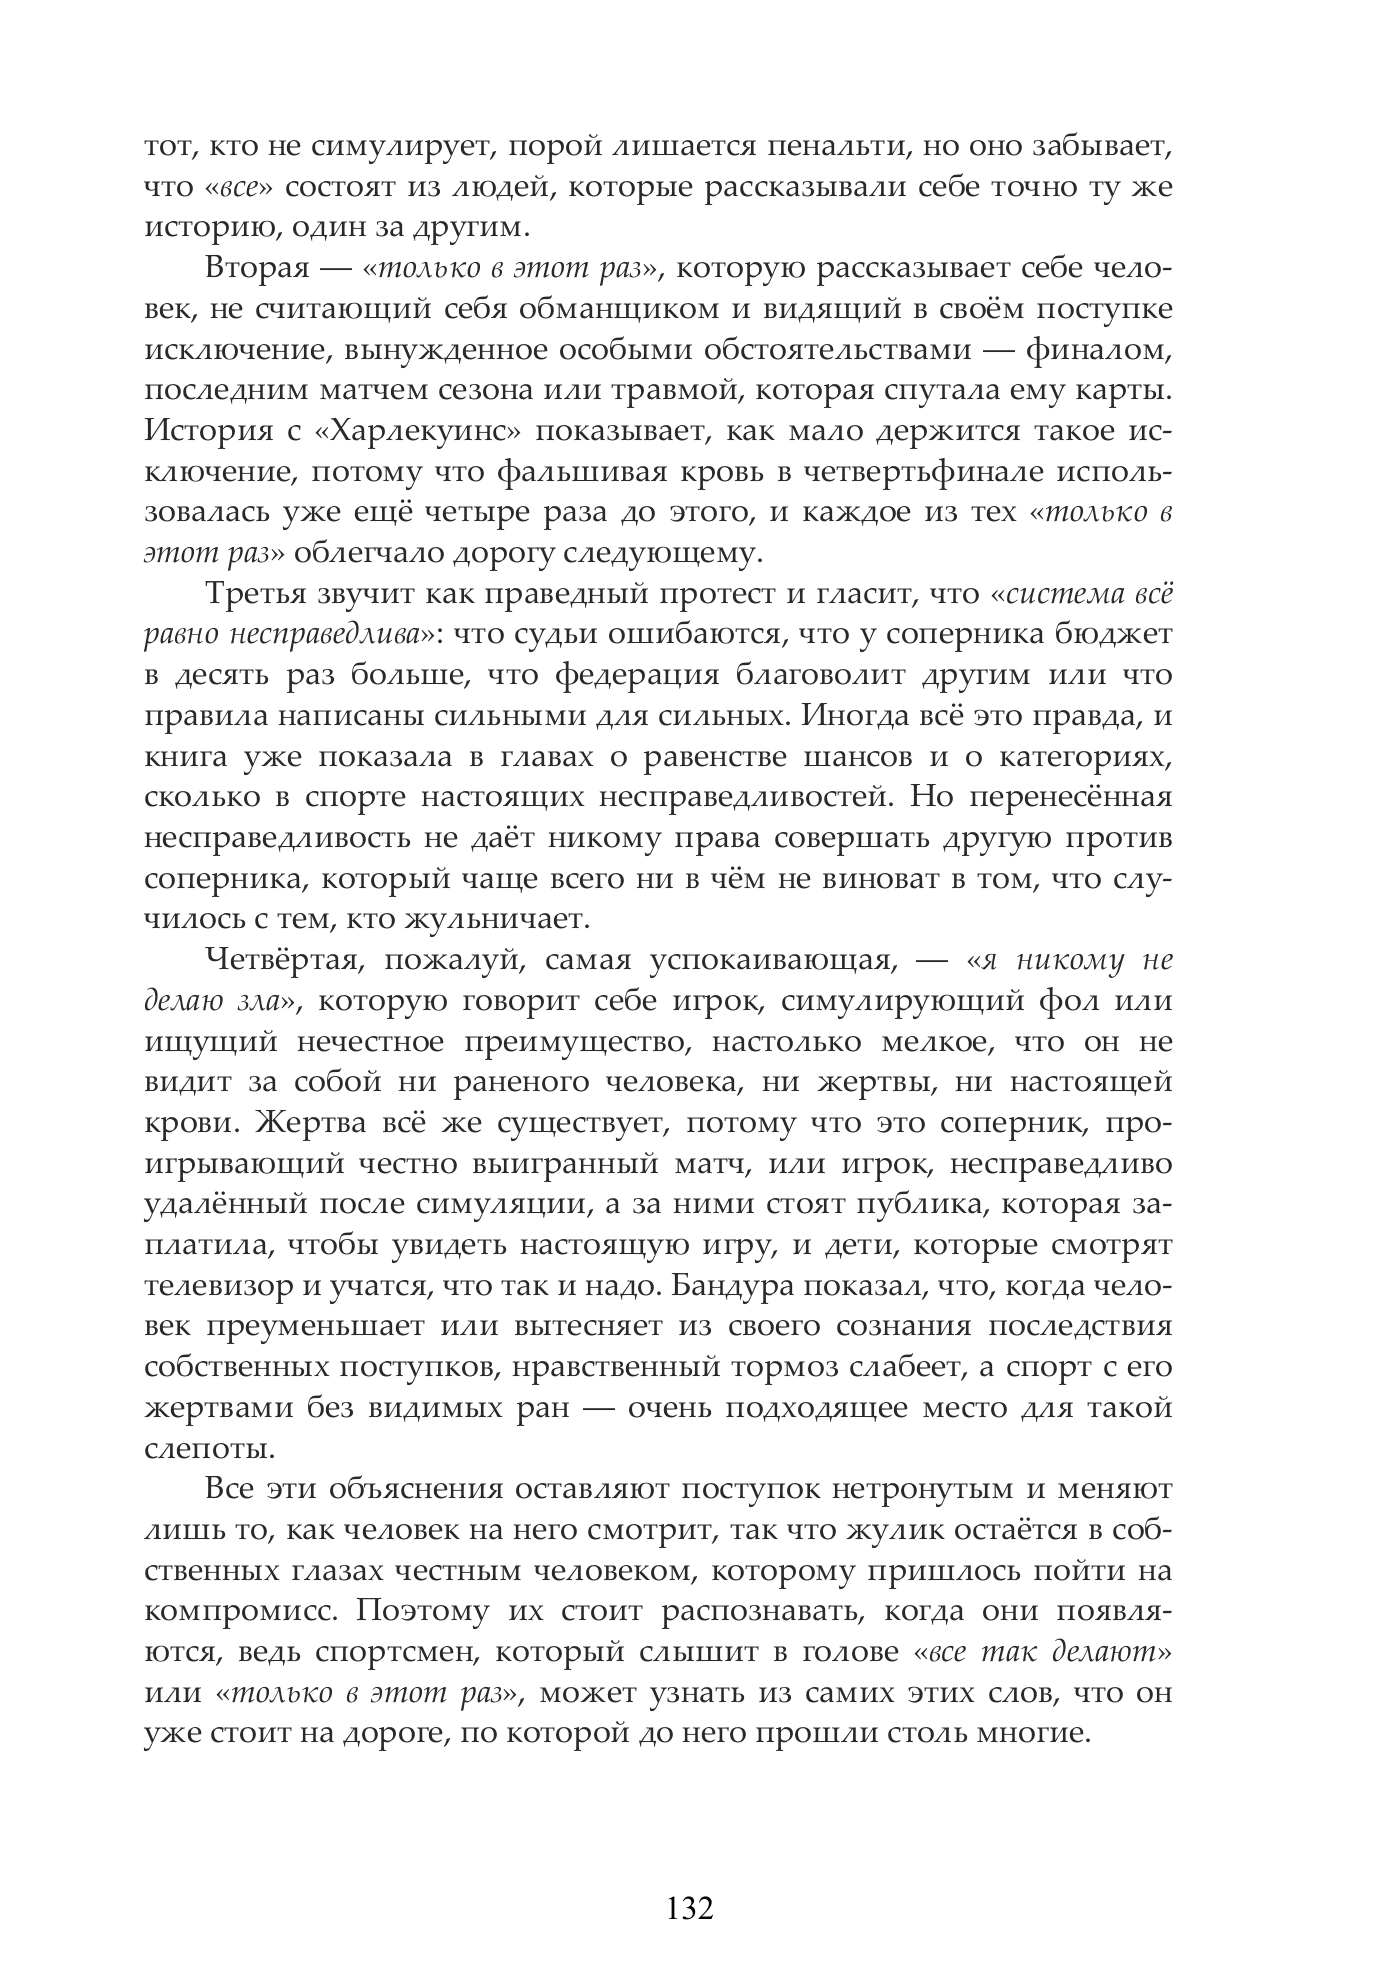 тот, кто не симулирует, порой лишается пенальти, но оно забывает,
что «все» состоят из людей, которые рассказывали себе точно ту же
историю, один за другим.
Вторая — «только в этот раз», которую рассказывает себе чело-
век, не считающий себя обманщиком и видящий в своём поступке
исключение, вынужденное особыми обстоятельствами — финалом,
последним матчем сезона или травмой, которая спутала ему карты.
История с «Харлекуинс» показывает, как мало держится такое ис-
ключение, потому что фальшивая кровь в четвертьфинале исполь-
зовалась уже ещё четыре раза до этого, и каждое из тех «только в
этот раз» облегчало дорогу следующему.
Третья звучит как праведный протест и гласит, что «система всё
равно несправедлива»: что судьи ошибаются, что у соперника бюджет
в десять раз больше, что федерация благоволит другим или что
правила написаны сильными для сильных. Иногда всё это правда, и
книга уже показала в главах о равенстве шансов и о категориях,
сколько в спорте настоящих несправедливостей. Но перенесённая
несправедливость не даёт никому права совершать другую против
соперника, который чаще всего ни в чём не виноват в том, что слу-
чилось с тем, кто жульничает.
Четвёртая, пожалуй, самая успокаивающая, — «я никому не
делаю зла», которую говорит себе игрок, симулирующий фол или
ищущий нечестное преимущество, настолько мелкое, что он не
видит за собой ни раненого человека, ни жертвы, ни настоящей
крови. Жертва всё же существует, потому что это соперник, про-
игрывающий честно выигранный матч, или игрок, несправедливо
удалённый после симуляции, а за ними стоят публика, которая за-
платила, чтобы увидеть настоящую игру, и дети, которые смотрят
телевизор и учатся, что так и надо. Бандура показал, что, когда чело-
век преуменьшает или вытесняет из своего сознания последствия
собственных поступков, нравственный тормоз слабеет, а спорт с его
жертвами без видимых ран — очень подходящее место для такой
слепоты.
Все эти объяснения оставляют поступок нетронутым и меняют
лишь то, как человек на него смотрит, так что жулик остаётся в соб-
ственных глазах честным человеком, которому пришлось пойти на
компромисс. Поэтому их стоит распознавать, когда они появля-
ются, ведь спортсмен, который слышит в голове «все так делают»
или «только в этот раз», может узнать из самих этих слов, что он
уже стоит на дороге, по которой до него прошли столь многие.
132